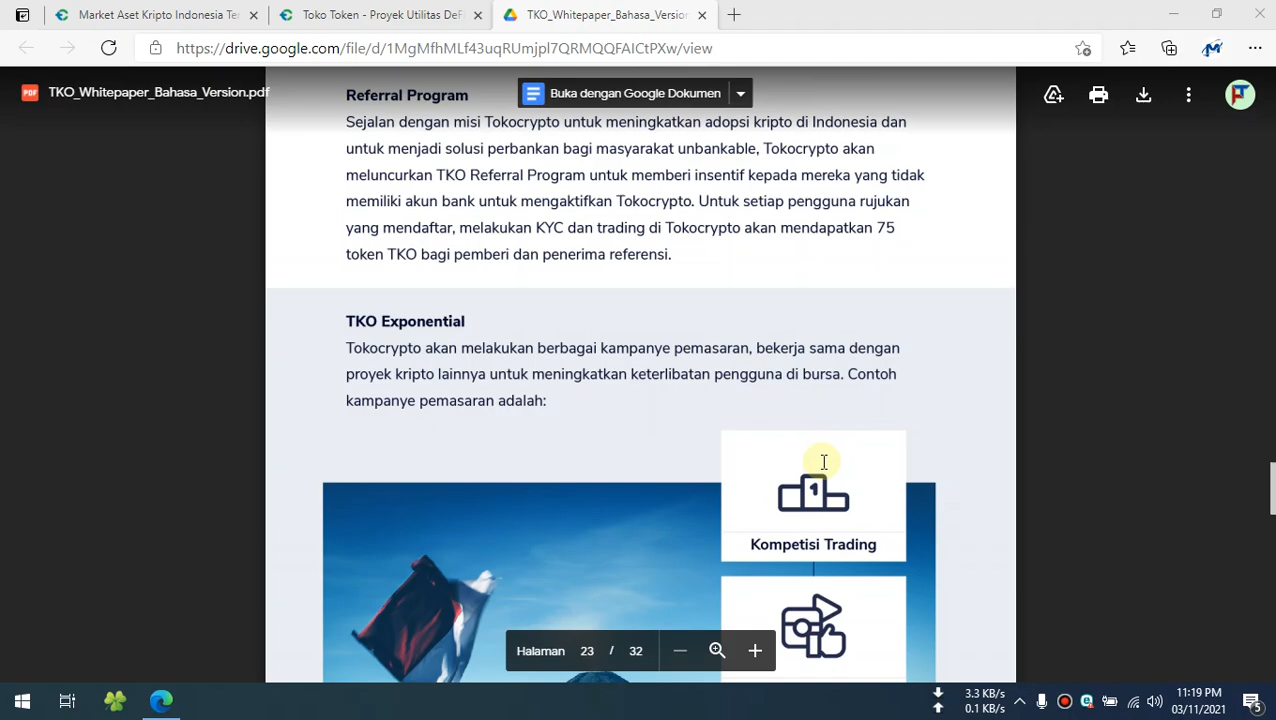 Market Aset Kripto Indonesia Te
Toko Token - Proyek Utilitas DeF
TKO_Whitepaper_Bahasa_Version
https://drive.google.com/file/d/1MgMfhMLf43uqRUmjpl7QRMQQFAICtPXw/view
PDF
TKO_Whitepaper_Bahasa_Version.pdf
Buka dengan Google Dokumen
Referral Program
Sejalan dengan misi Tokocrypto untuk meningkatkan adopsi kripto di Indonesia dan
untuk menjadi solusi perbankan bagi masyarakat unbankable, Tokocrypto akan
meluncurkan TKO Referral Program untuk memberi insentif kepada mereka yang tidak
memiliki akun bank untuk mengaktifkan Tokocrypto. Untuk setiap pengguna rujukan
yang mendaftar, melakukan KYC dan trading di Tokocrypto akan mendapatkan 75
token TKO bagi pemberi dan penerima referensi.
TKO Exponential
Tokocrypto akan melakukan berbagai kampanye pemasaran, bekerja sama dengan
proyek kripto lainnya untuk meningkatkan keterlibatan pengguna di bursa. Contoh
kampanye pemasaran adalah:
1
Kompetisi Trading
Halaman 23 / 32
3.3 KB/s
0.1 KB/s
11:19 PM
03/11/2021
5